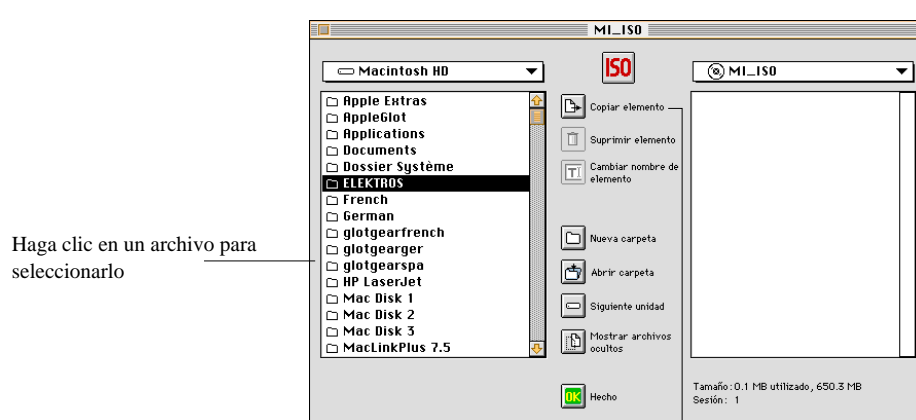 MI_ISO
Macintosh HD
ISO
MI_ISO
Apple Extras
AppleGlot
Applications
Documents
Dossier Système
ELEKTROS
French
German
glotgearfrench
glotgearger
glotgearspa
HP LaserJet
Mac Disk 1
Mac Disk 2
Mac Disk 3
MacLinkPlus 7.5
Copiar elemento
Suprimir elemento
Cambiar nombre de
elemento
Nueva carpeta
Abrir carpeta
Siguiente unidad
Mostrar archivos
ocultos
OK
Hecho
Tamaño: 0.1 MB utilizado, 650.3 MB
Sesión: 1
Haga clic en un archivo para
seleccionarlo